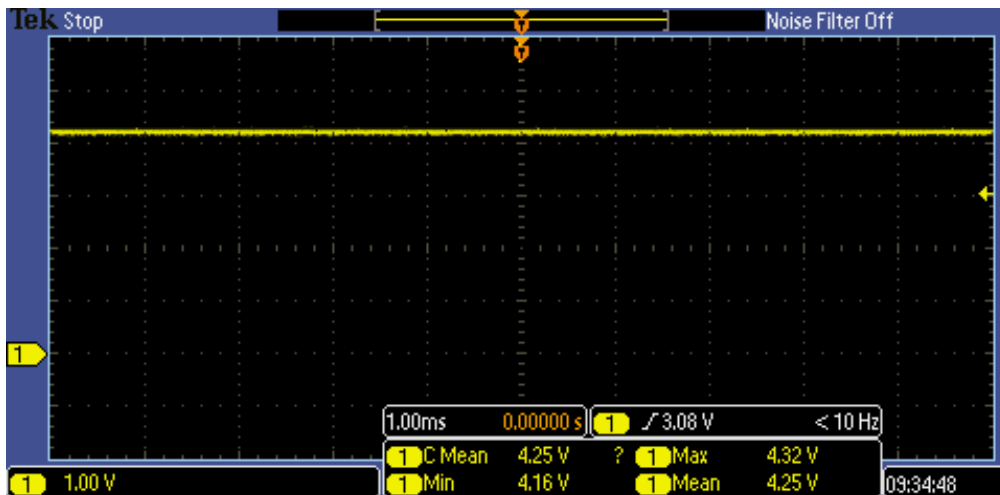 Tek Stop Noise Filter Off
T
T
1
1.00ms 0.00000 s 1 3.08 V < 10 Hz
1 C Mean 4.25 V ? 1 Max 4.32 V
1 1.00 V 1 Min 4.16 V 1 Mean 4.25 V 09:34:48